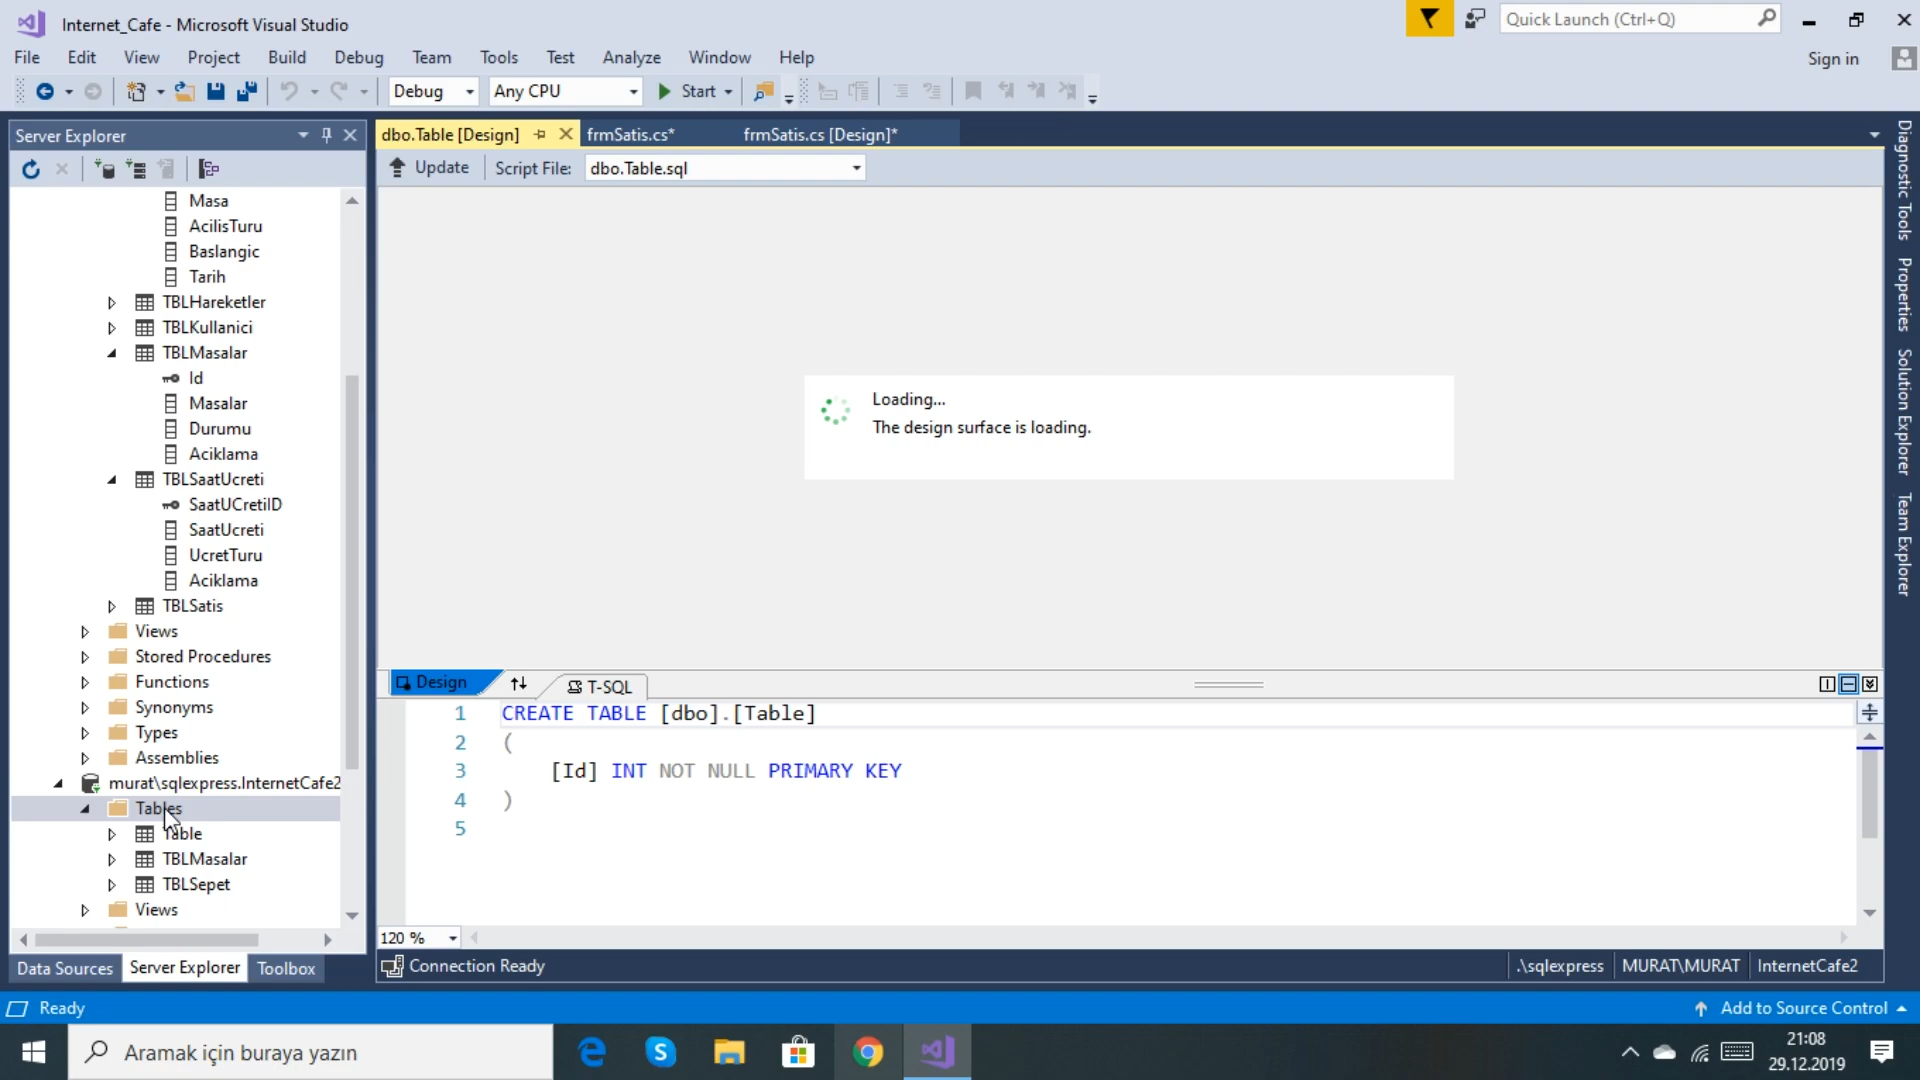 Internet_Cafe - Microsoft Visual Studio
Quick Launch (Ctrl+Q)
File Edit View Project Build Debug Team Tools Test Analyze Window Help
Sign in
Debug Any CPU Start
Server Explorer
dbo.Table [Design] frmSatis.cs* frmSatis.cs [Design]*
Update Script File: dbo.Table.sql
Masa
AcilisTuru
Baslangic
Tarih
TBLHareketler
TBLKullanici
TBLMasalar
Id
Masalar
Durumu
Aciklama
TBLSaatUcreti
SaatUCretiID
SaatUcreti
UcretTuru
Aciklama
TBLSatis
Views
Stored Procedures
Functions
Synonyms
Types
Assemblies
murat\sqlexpress.InternetCafe2
Tables
Table
TBLMasalar
TBLSepet
Views
Data Sources Server Explorer Toolbox
Loading...
The design surface is loading.
Design T-SQL
1 CREATE TABLE [dbo].[Table]
2 (
3 [Id] INT NOT NULL PRIMARY KEY
4 )
5
120 %
Connection Ready
.\sqlexpress MURAT\MURAT InternetCafe2
Diagnostic Tools
Properties
Solution Explorer
Team Explorer
Ready
Add to Source Control
Aramak için buraya yazın
21:08
29.12.2019